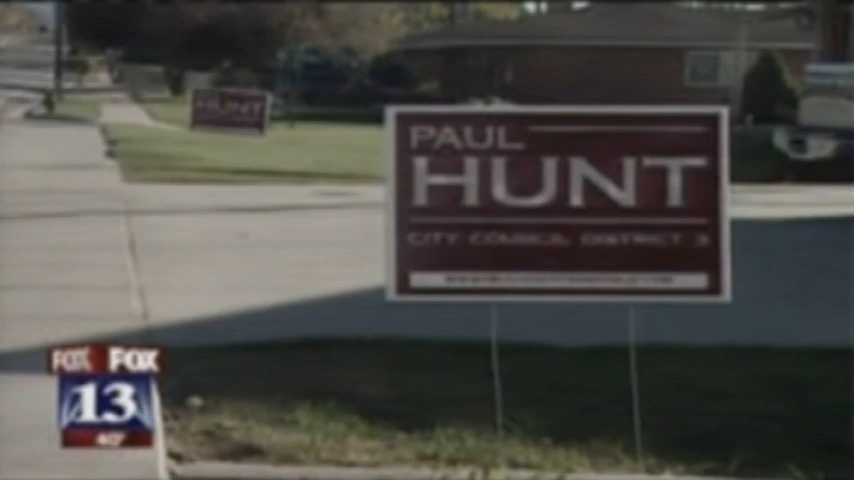 HUNT
PAUL
HUNT
CITY COUNCIL DISTRICT 3
FOX FOX
13